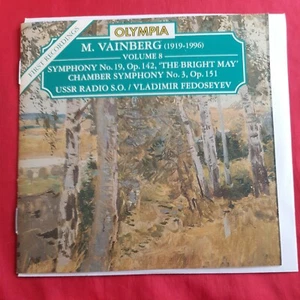 FIRST RECORDINGS
OLYMPIA
M. VAINBERG (1919-1996)
VOLUME 8
SYMPHONY No. 19, Op. 142, 'THE BRIGHT MAY'
CHAMBER SYMPHONY No. 3, Op. 151
USSR RADIO S.O. / VLADIMIR FEDOSEYEV